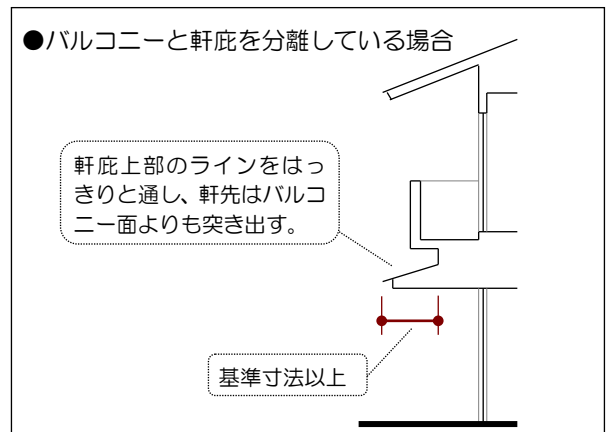 ●バルコニーと軒庇を分離している場合
軒庇上部のラインをはっ
きりと通し、軒先はバルコ
ニー面よりも突き出す。
基準寸法以上